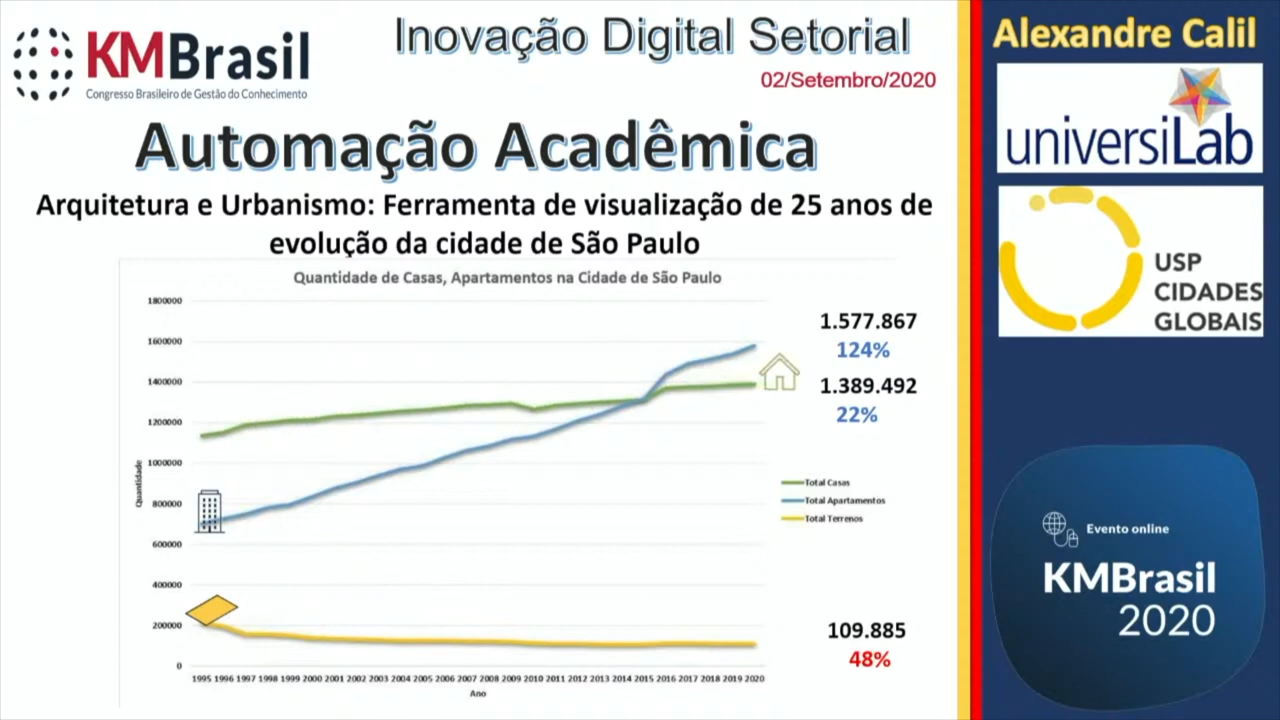 KMBrasil
Congresso Brasileiro de Gestão do Conhecimento
Inovação Digital Setorial
02/Setembro/2020
Automação Acadêmica
Arquitetura e Urbanismo: Ferramenta de visualização de 25 anos de
evolução da cidade de São Paulo
Quantidade de Casas, Apartamentos na Cidade de São Paulo
1800000
1600000
1400000
1200000
1000000
800000
600000
400000
200000
0
Quantidade
1995 1996 1997 1998 1999 2000 2001 2002 2003 2004 2005 2006 2007 2008 2009 2010 2011 2012 2013 2014 2015 2016 2017 2018 2019 2020
Ano
Total Casas
Total Apartamentos
Total Terrenos
1.577.867
124%
1.389.492
22%
109.885
48%
Alexandre Calil
universiLab
USP
CIDADES
GLOBAIS
Evento online
KMBrasil
2020